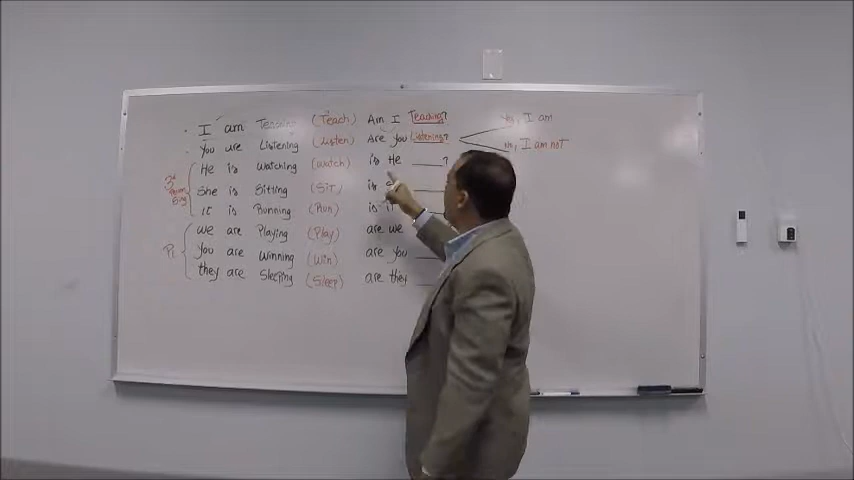 I am Teaching (Teach) Am I Teaching? Yes, I am
You are Listening (Listen) Are you Listening? No, I am not
He is watching (watch) is He ____?
She is Sitting (Sit) is
IT is Running (Run) is iT
we are Playing (Play) are we
you are winning (win) are you
they are Sleeping (Sleep) are they
3rd Person Sing
PL